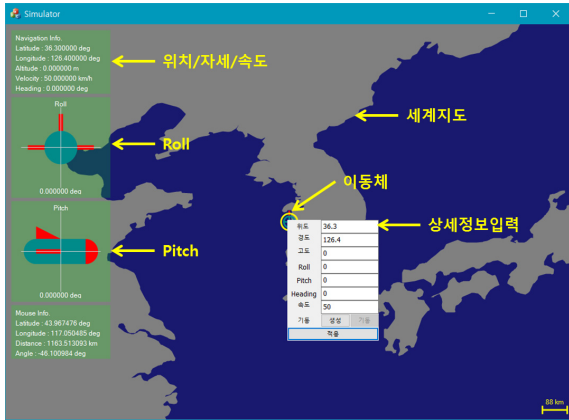 Simulator
Navigation Info.
Latitude : 36.300000 deg
Longitude : 126.400000 deg
Altitude : 0.000000 m
Velocity : 50.000000 km/h
Heading : 0.000000 deg
위치/자세/속도
Roll
0.000000 deg
Roll
Pitch
0.000000 deg
Pitch
Mouse Info.
Latitude : 43.967476 deg
Longitude : 117.050485 deg
Distance : 1163.513093 km
Angle : -46.100984 deg
세계지도
이동체
상세정보입력
위도 36.3
경도 126.4
고도 0
Roll 0
Pitch 0
Heading 0
속도 50
기동 생성 기동
적용
88 km